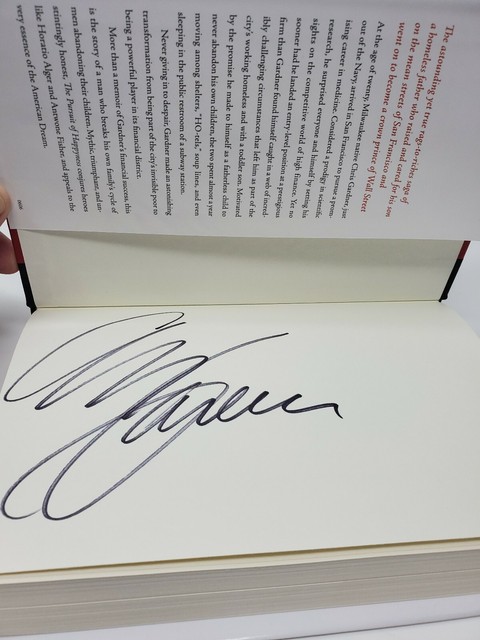 The astounding yet true rags-to-riches saga of
a homeless father who raised and cared for his son
on the mean streets of San Francisco and
went on to become a crown prince of Wall Street
At the age of twenty, Milwaukee native Chris Gardner, just
out of the Navy, arrived in San Francisco to pursue a prom-
ising career in medicine. Considered a prodigy in scientific
research, he surprised everyone and himself by setting his
sights on the competitive world of high finance. Yet no
sooner had he landed an entry-level position at a prestigious
firm than Gardner found himself caught in a web of incred-
ibly challenging circumstances that left him as part of the
city's working homeless and with a toddler son. Motivated
by the promise he made to himself as a fatherless child to
never abandon his own children, the two spent almost a year
moving among shelters, "HO-tels," soup lines, and even
sleeping in the public restroom of a subway station.
Never giving in to despair, Gardner made an astonishing
transformation from being part of the city's invisible poor to
being a powerful player in its financial district.
More than a memoir of Gardner's financial success, this
is the story of a man who breaks his own family's cycle of
men abandoning their children. Mythic, triumphant, and un-
stintingly honest, The Pursuit of Happyness conjures heroes
like Horatio Alger and Antwone Fisher, and appeals to the
very essence of the American Dream.